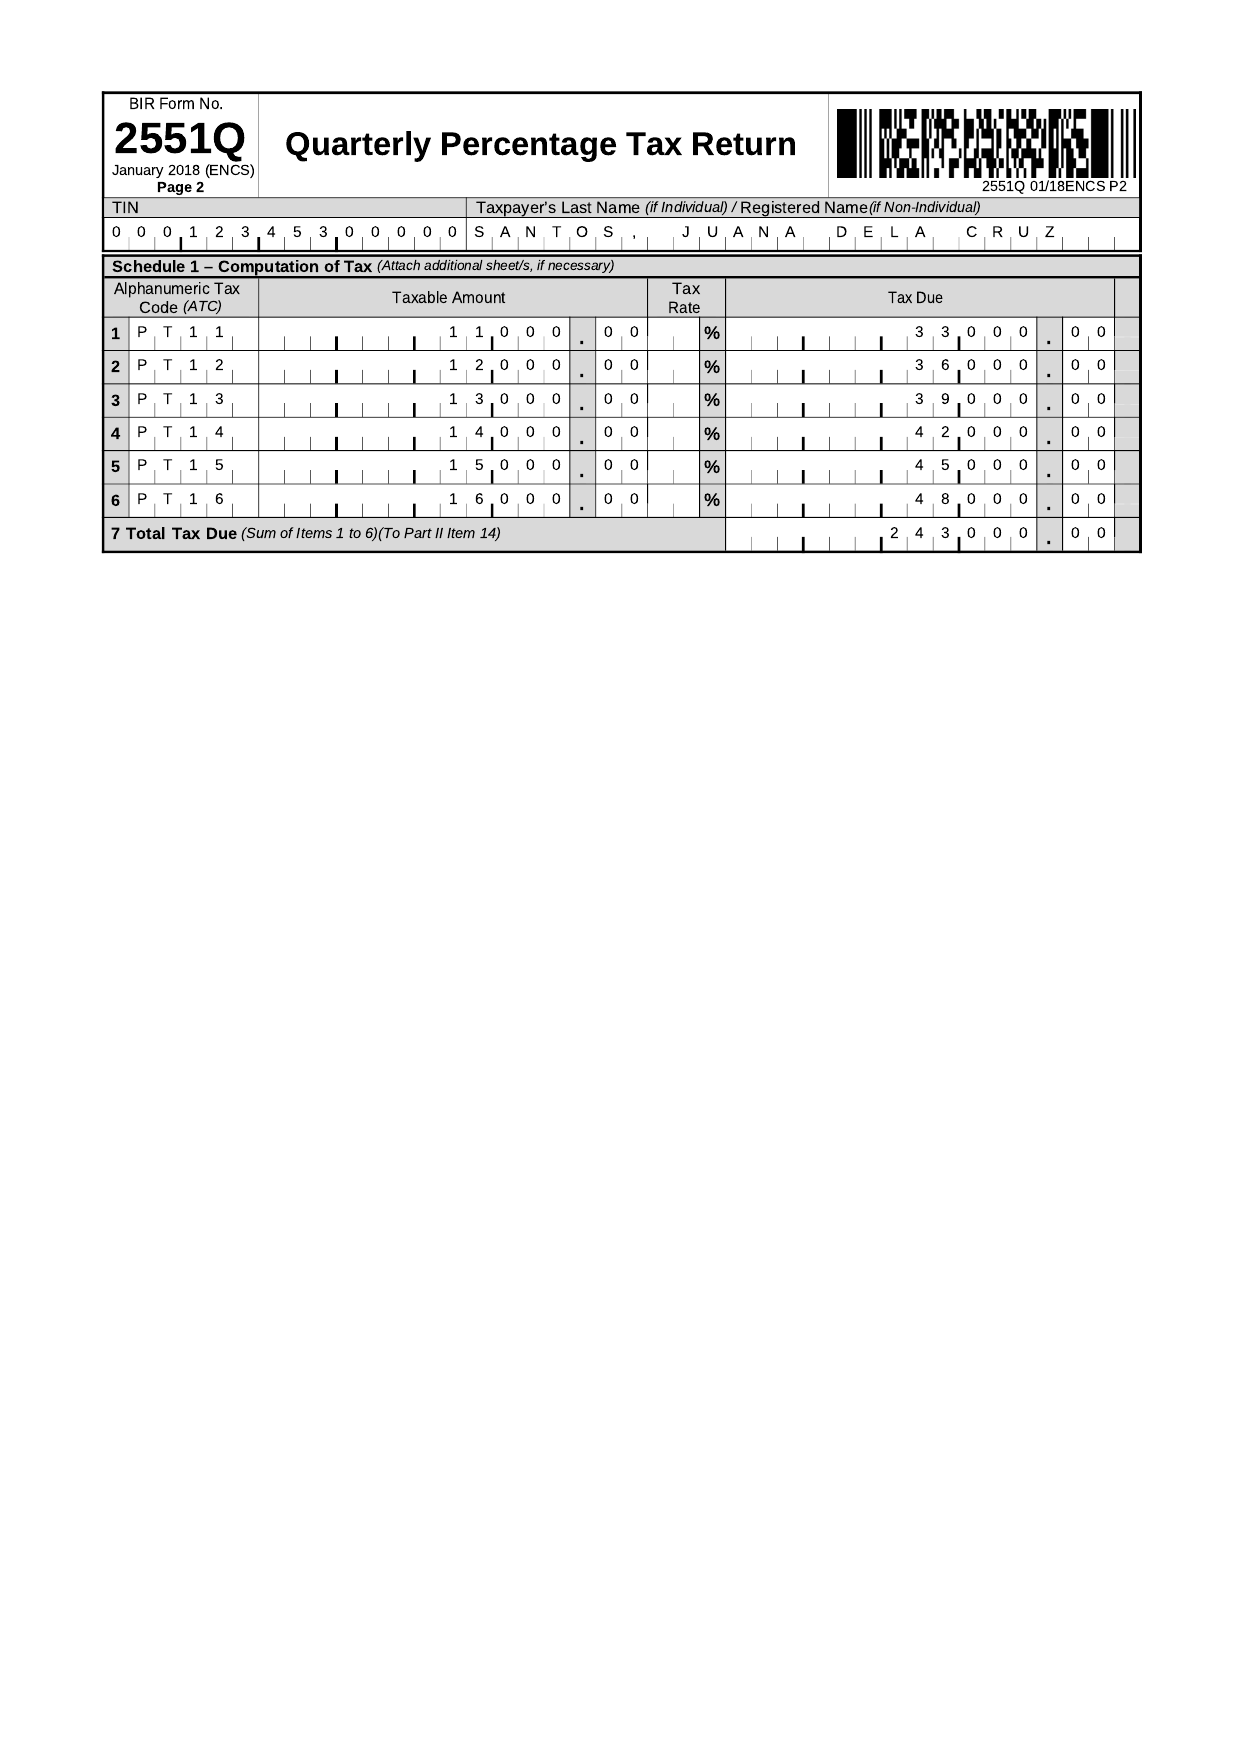 BIR Form No.
2551Q
January 2018 (ENCS)
Page 2
Quarterly Percentage Tax Return
2551Q 01/18ENCS P2
TIN Taxpayer's Last Name (if Individual) / Registered Name(if Non-Individual)
0 0 0 1 2 3 4 5 3 0 0 0 0 0 S A N T O S , J U A N A D E L A C R U Z
Schedule 1 – Computation of Tax (Attach additional sheet/s, if necessary)
Alphanumeric Tax Code (ATC) Taxable Amount Tax Rate Tax Due
1 P T 1 1 1 1 0 0 0 . 0 0 % 3 3 0 0 0 . 0 0
2 P T 1 2 1 2 0 0 0 . 0 0 % 3 6 0 0 0 . 0 0
3 P T 1 3 1 3 0 0 0 . 0 0 % 3 9 0 0 0 . 0 0
4 P T 1 4 1 4 0 0 0 . 0 0 % 4 2 0 0 0 . 0 0
5 P T 1 5 1 5 0 0 0 . 0 0 % 4 5 0 0 0 . 0 0
6 P T 1 6 1 6 0 0 0 . 0 0 % 4 8 0 0 0 . 0 0
7 Total Tax Due (Sum of Items 1 to 6)(To Part II Item 14) 2 4 3 0 0 0 . 0 0